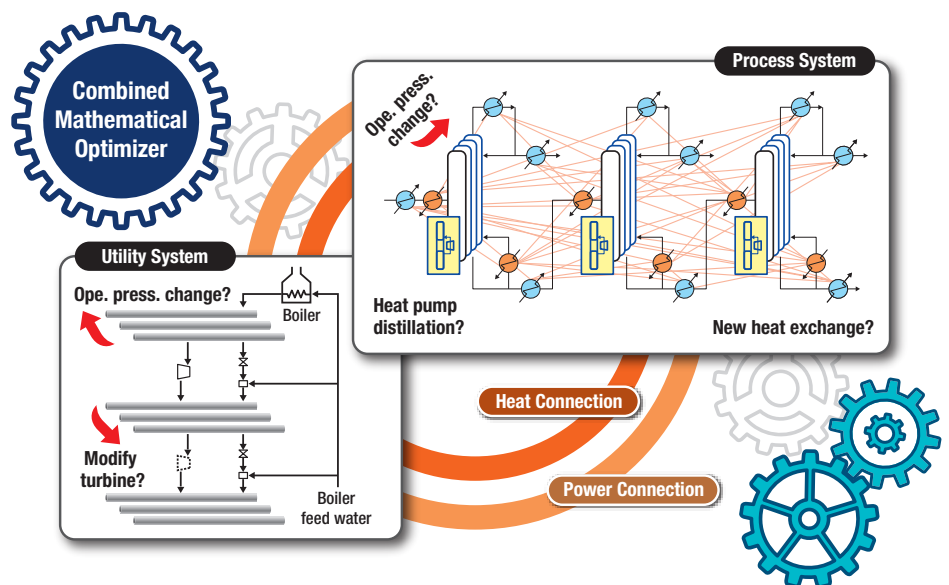 Combined
Mathematical
Optimizer
Process System
Ope. press.
change?
Heat pump
distillation?
New heat exchange?
Utility System
Ope. press. change?
Boiler
Modify
turbine?
Boiler
feed water
Heat Connection
Power Connection